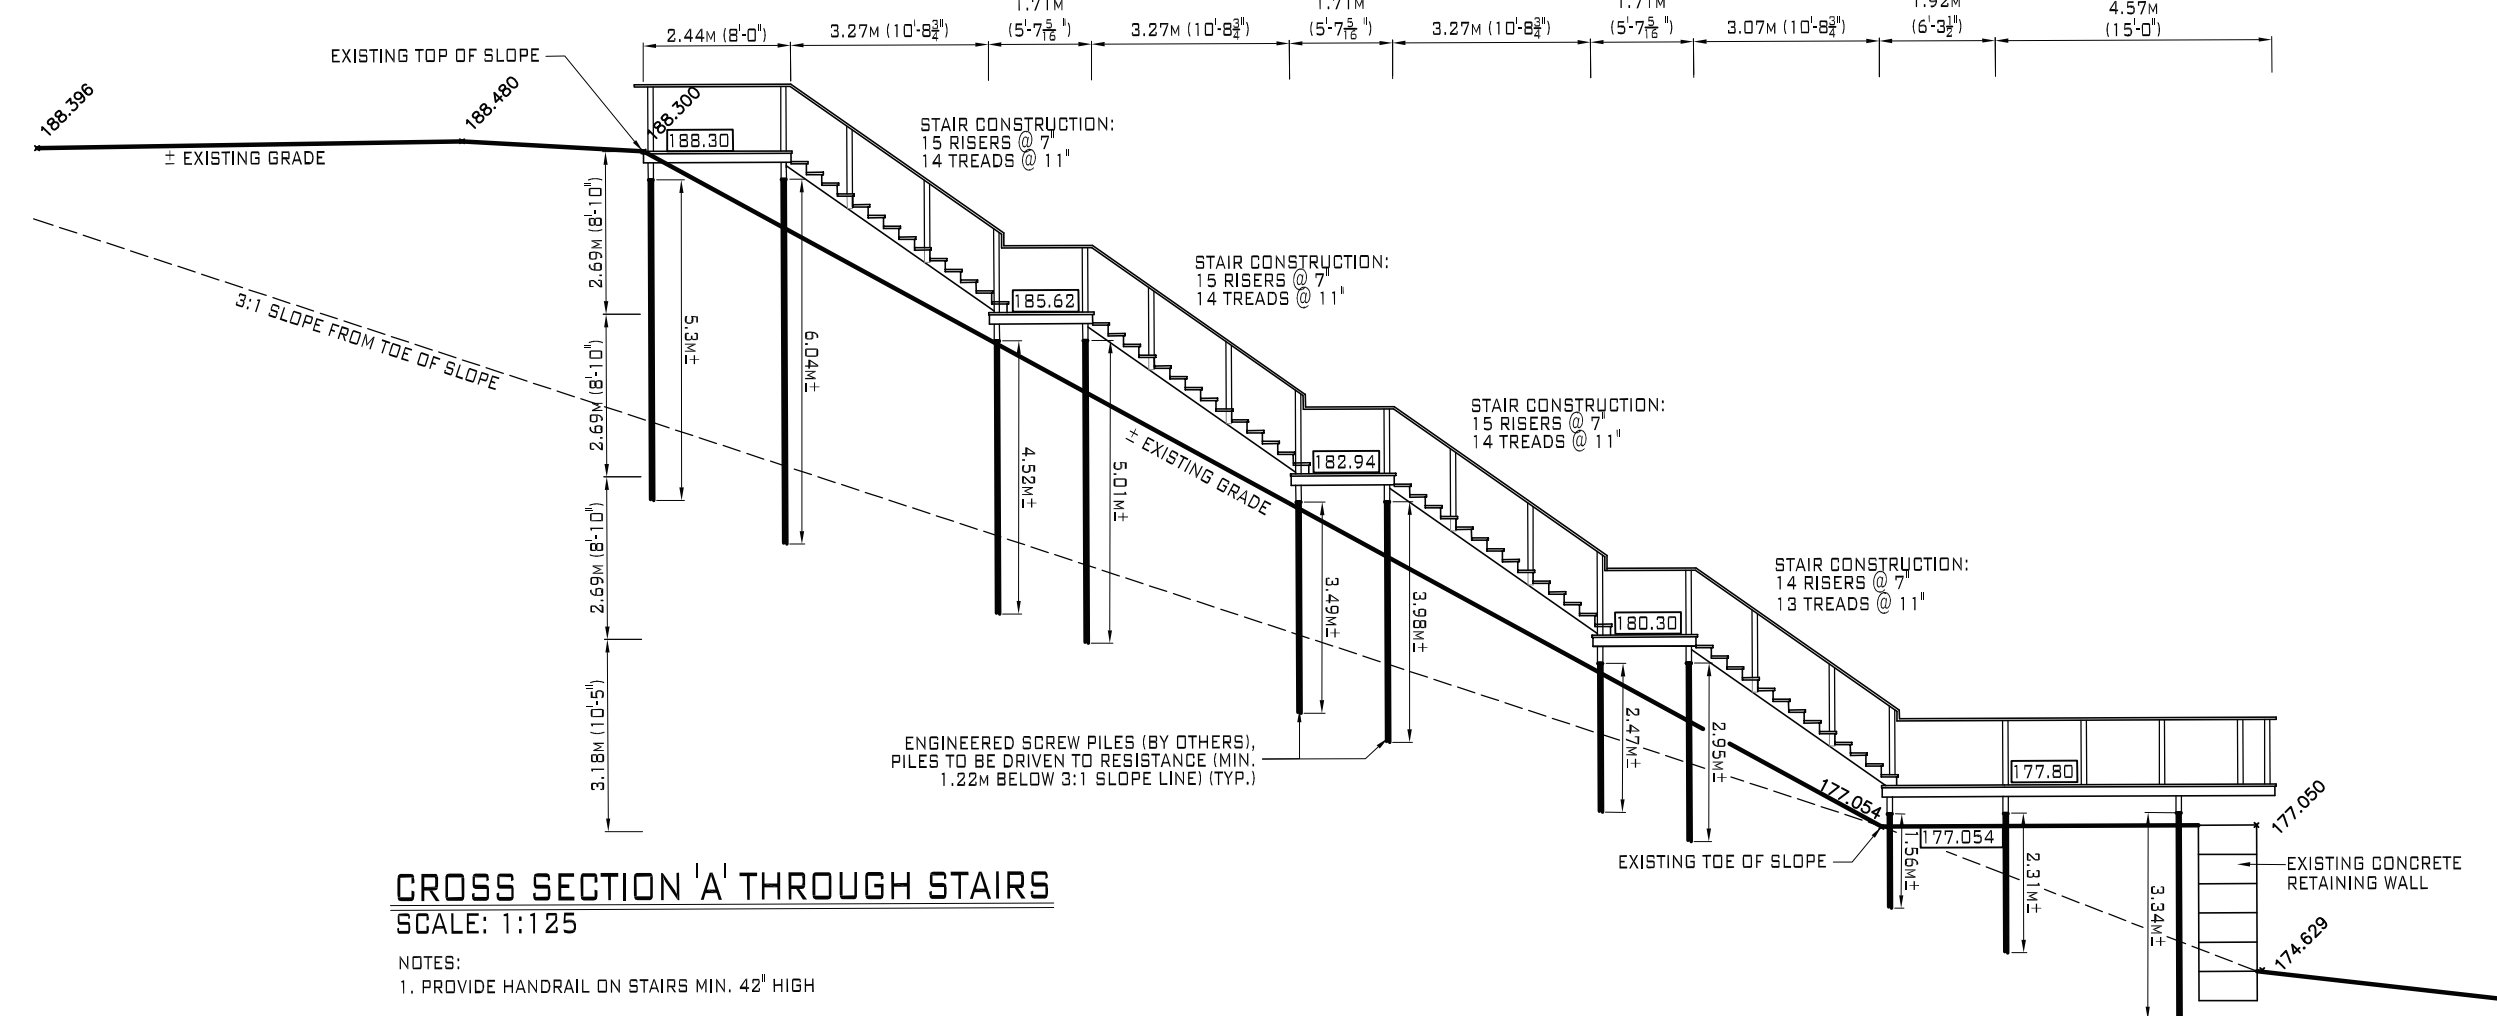 1.71M
1.71M
1.71M
1.92M
4.57M
2.44M (8'-0")
3.27M (10'-8¾")
(5'-7 5/16")
3.27M (10'-8¾")
(5'-7 5/16")
3.27M (10'-8¾")
(5'-7 5/16")
3.07M (10'-8¾")
(6'-3½")
(15'-0")
EXISTING TOP OF SLOPE
188.396
188.480
188.300
188.30
± EXISTING GRADE
STAIR CONSTRUCTION:
15 RISERS @ 7"
14 TREADS @ 11"
2.69M (8'-10")
3:1 SLOPE FROM TOE OF SLOPE
5.3M±
6.04M±
185.62
STAIR CONSTRUCTION:
15 RISERS @ 7"
14 TREADS @ 11"
2.69M (8'-10")
4.52M±
5.01M±
± EXISTING GRADE
182.94
STAIR CONSTRUCTION:
15 RISERS @ 7"
14 TREADS @ 11"
2.69M (8'-10")
3.49M±
3.98M±
180.30
STAIR CONSTRUCTION:
14 RISERS @ 7"
13 TREADS @ 11"
3.18M (10'-5")
ENGINEERED SCREW PILES (BY OTHERS),
PILES TO BE DRIVEN TO RESISTANCE (MIN.
1.22M BELOW 3:1 SLOPE LINE) (TYP.)
2.47M±
2.95M±
177.80
177.054
177.054
177.050
EXISTING TOE OF SLOPE
1.56M±
2.31M±
3.34M±
EXISTING CONCRETE
RETAINING WALL
174.629
CROSS SECTION 'A' THROUGH STAIRS
SCALE: 1:125
NOTES:
1. PROVIDE HANDRAIL ON STAIRS MIN. 42" HIGH